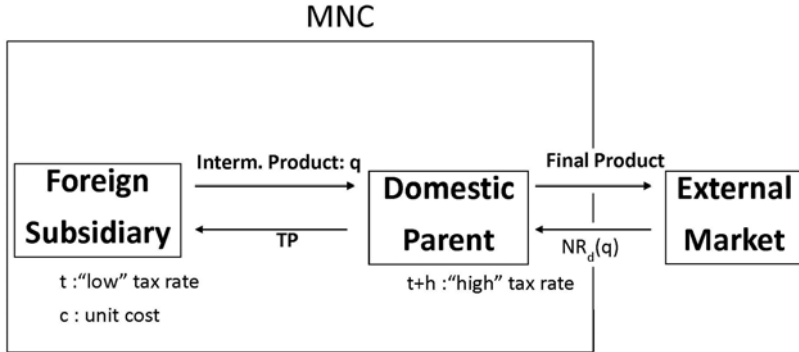 MNC
Interm. Product: q
Final Product
Foreign
Subsidiary
Domestic
Parent
External
Market
TP
NR_d(q)
t :“low” tax rate
t+h :“high” tax rate
c : unit cost